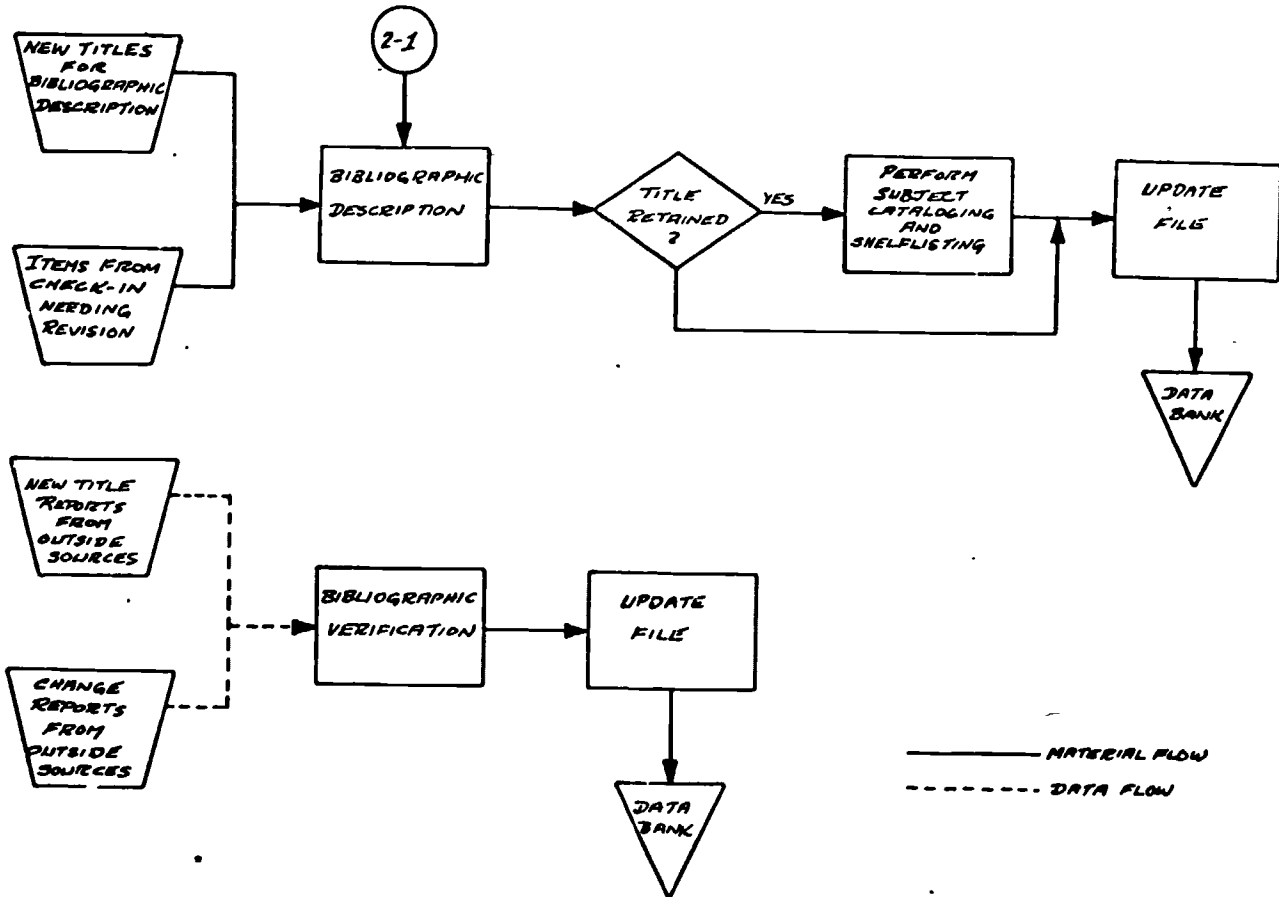 2-1
NEW TITLES
FOR
BIBLIOGRAPHIC
DESCRIPTION
BIBLIOGRAPHIC
DESCRIPTION
TITLE
RETAINED
?
YES
PERFORM
SUBJECT
CATALOGING
AND
SHELFLISTING
UPDATE
FILE
ITEMS FROM
CHECK-IN
NEEDING
REVISION
DATA
BANK
NEW TITLE
REPORTS
FROM
OUTSIDE
SOURCES
BIBLIOGRAPHIC
VERIFICATION
UPDATE
FILE
CHANGE
REPORTS
FROM
OUTSIDE
SOURCES
DATA
BANK
MATERIAL FLOW
DATA FLOW